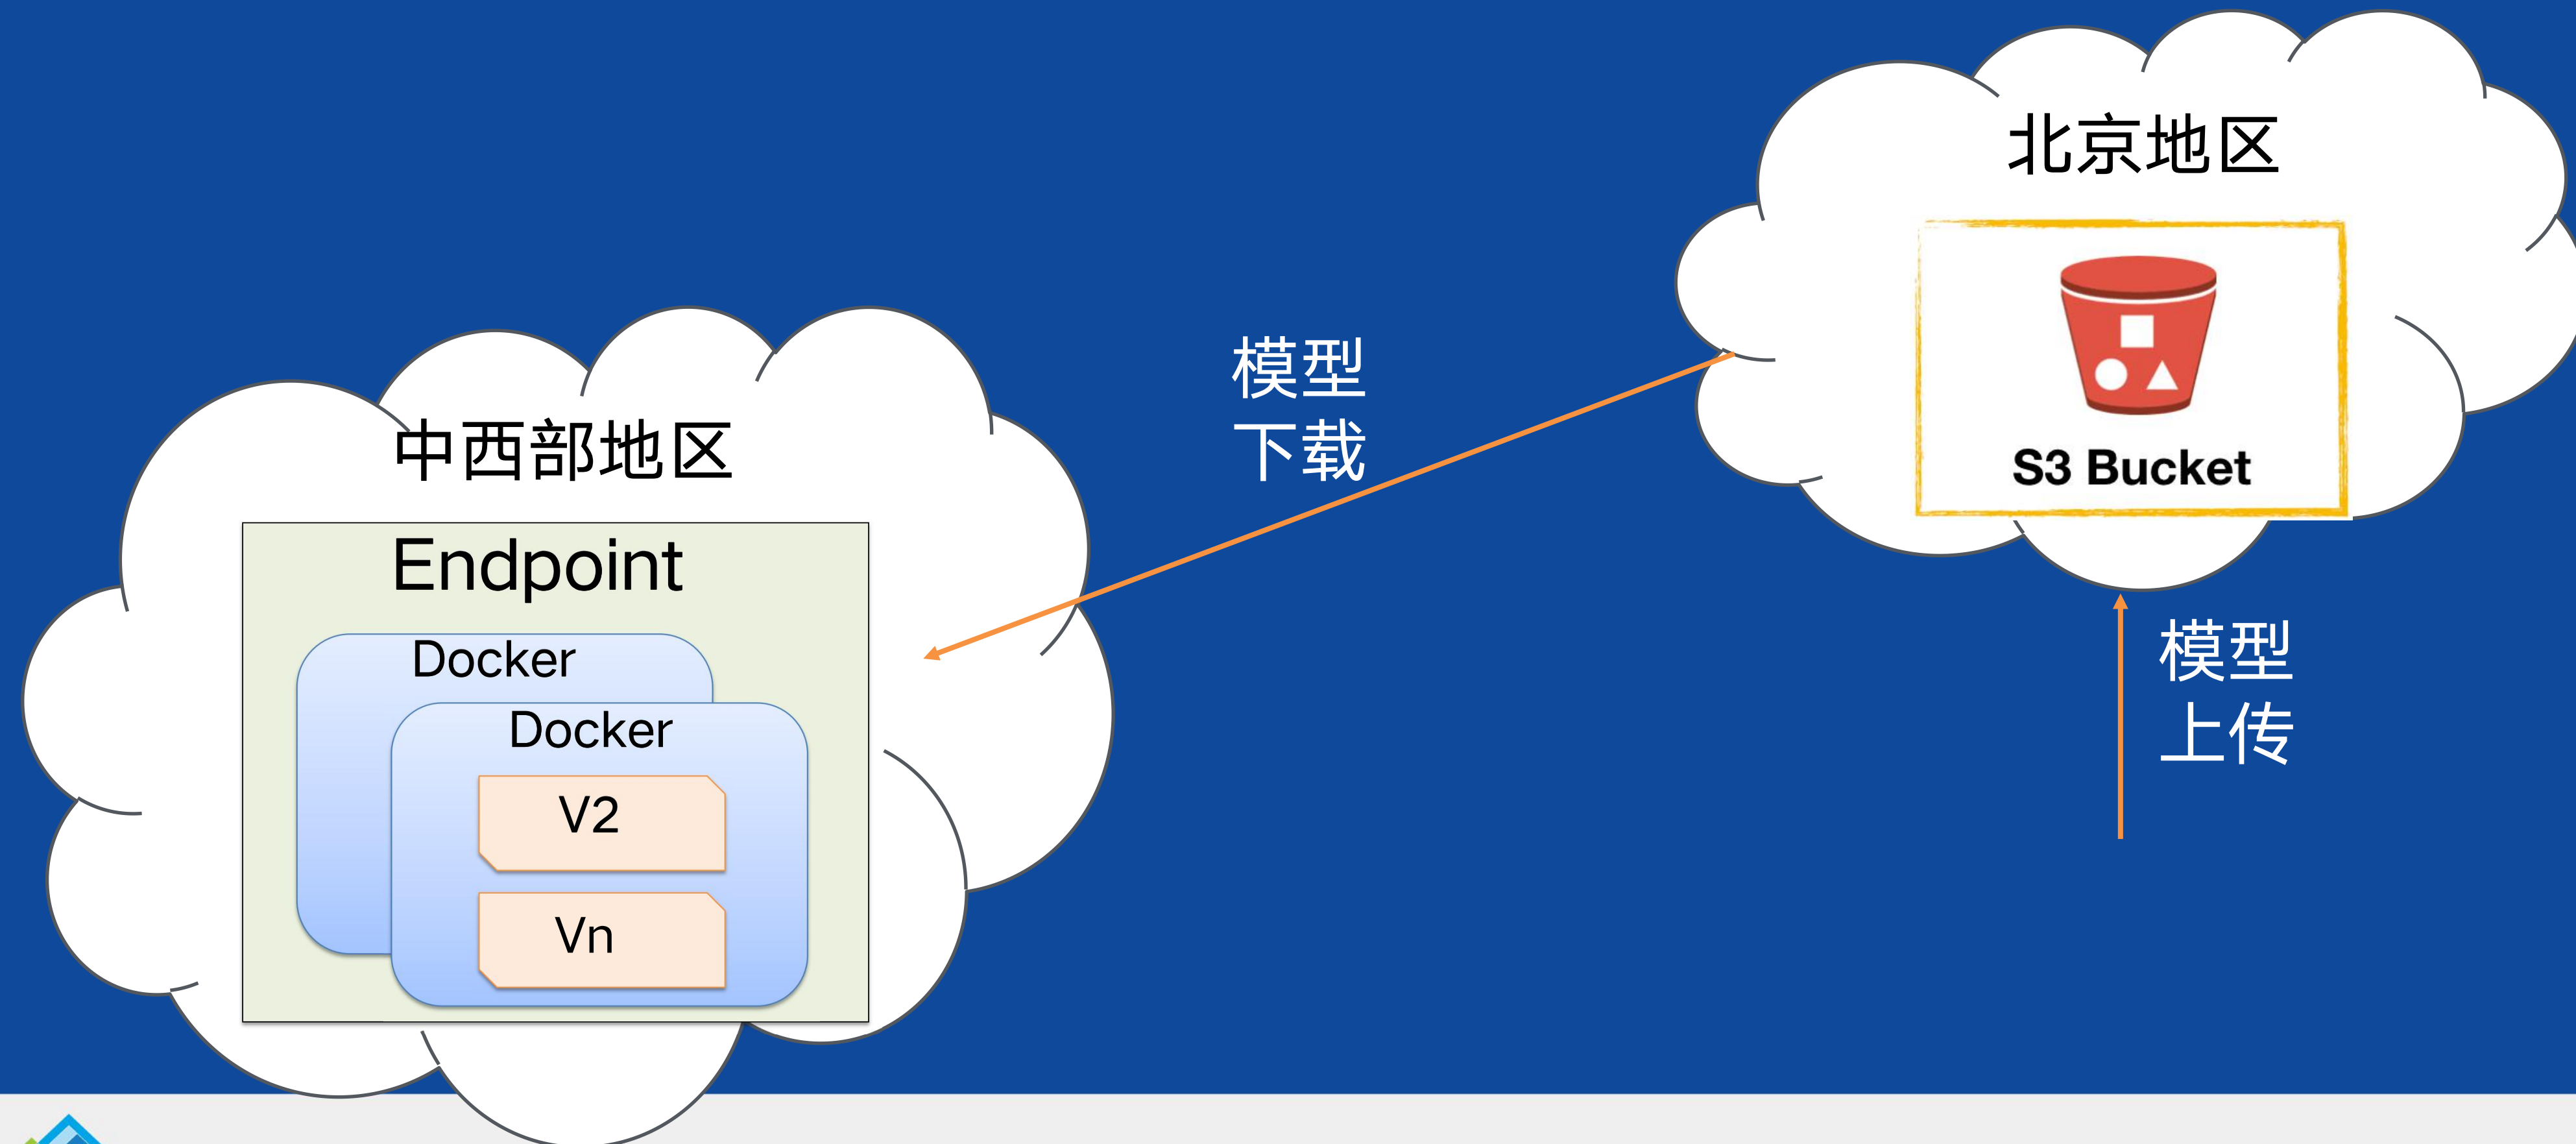 北京地区
S3 Bucket
模型
下载
中西部地区
Endpoint
Docker
Docker
V2
Vn
模型
上传